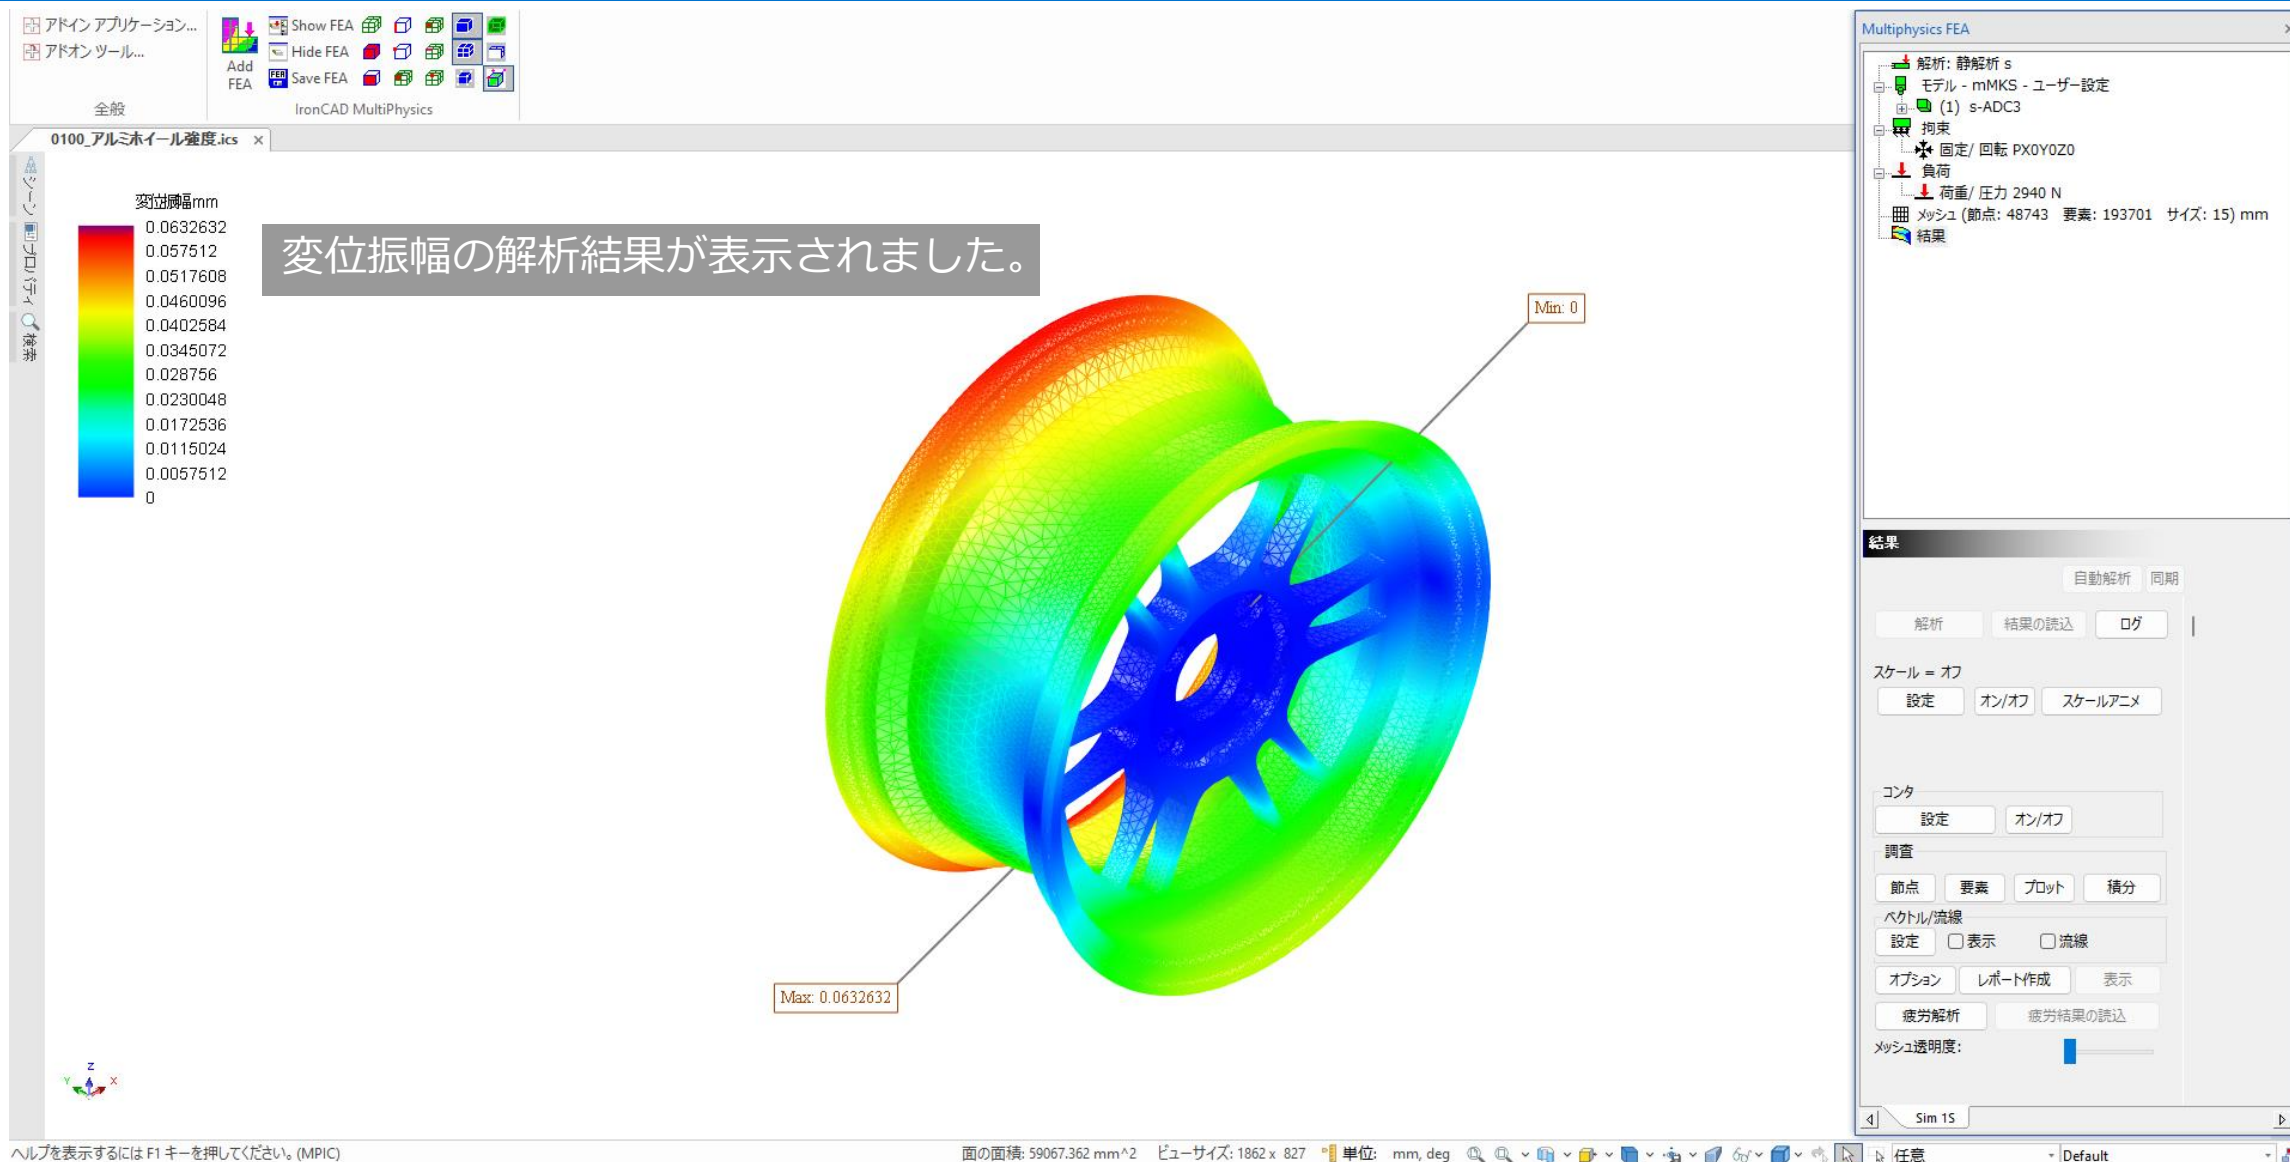 アドイン アプリケーション...
アドオン ツール...
全般
Add
FEA
Show FEA
Hide FEA
Save FEA
IronCAD MultiPhysics
0100_アルミホイール強度.ics ×
シーン
プロパティ
検索
変位振幅mm
0.0632632
0.057512
0.0517608
0.0460096
0.0402584
0.0345072
0.028756
0.0230048
0.0172536
0.0115024
0.0057512
0
変位振幅の解析結果が表示されました。
Min: 0
Max: 0.0632632
Z
Y
X
Multiphysics FEA
解析: 静解析 s
モデル - mMKS - ユーザー設定
(1) s-ADC3
拘束
固定/ 回転 PX0Y0Z0
負荷
荷重/ 圧力 2940 N
メッシュ (節点: 48743 要素: 193701 サイズ: 15) mm
結果
結果
自動解析 同期
解析 結果の読込 ログ
スケール = オフ
設定 オン/オフ スケールアニメ
コンタ
設定 オン/オフ
調査
節点 要素 プロット 積分
ベクトル/流線
設定 表示 流線
オプション レポート作成 表示
疲労解析 疲労結果の読込
メッシュ透明度:
Sim 1S
ヘルプを表示するには F1 キーを押してください。(MPIC)
面の面積: 59067.362 mm^2 ビューサイズ: 1862 x 827 単位: mm, deg 任意 Default